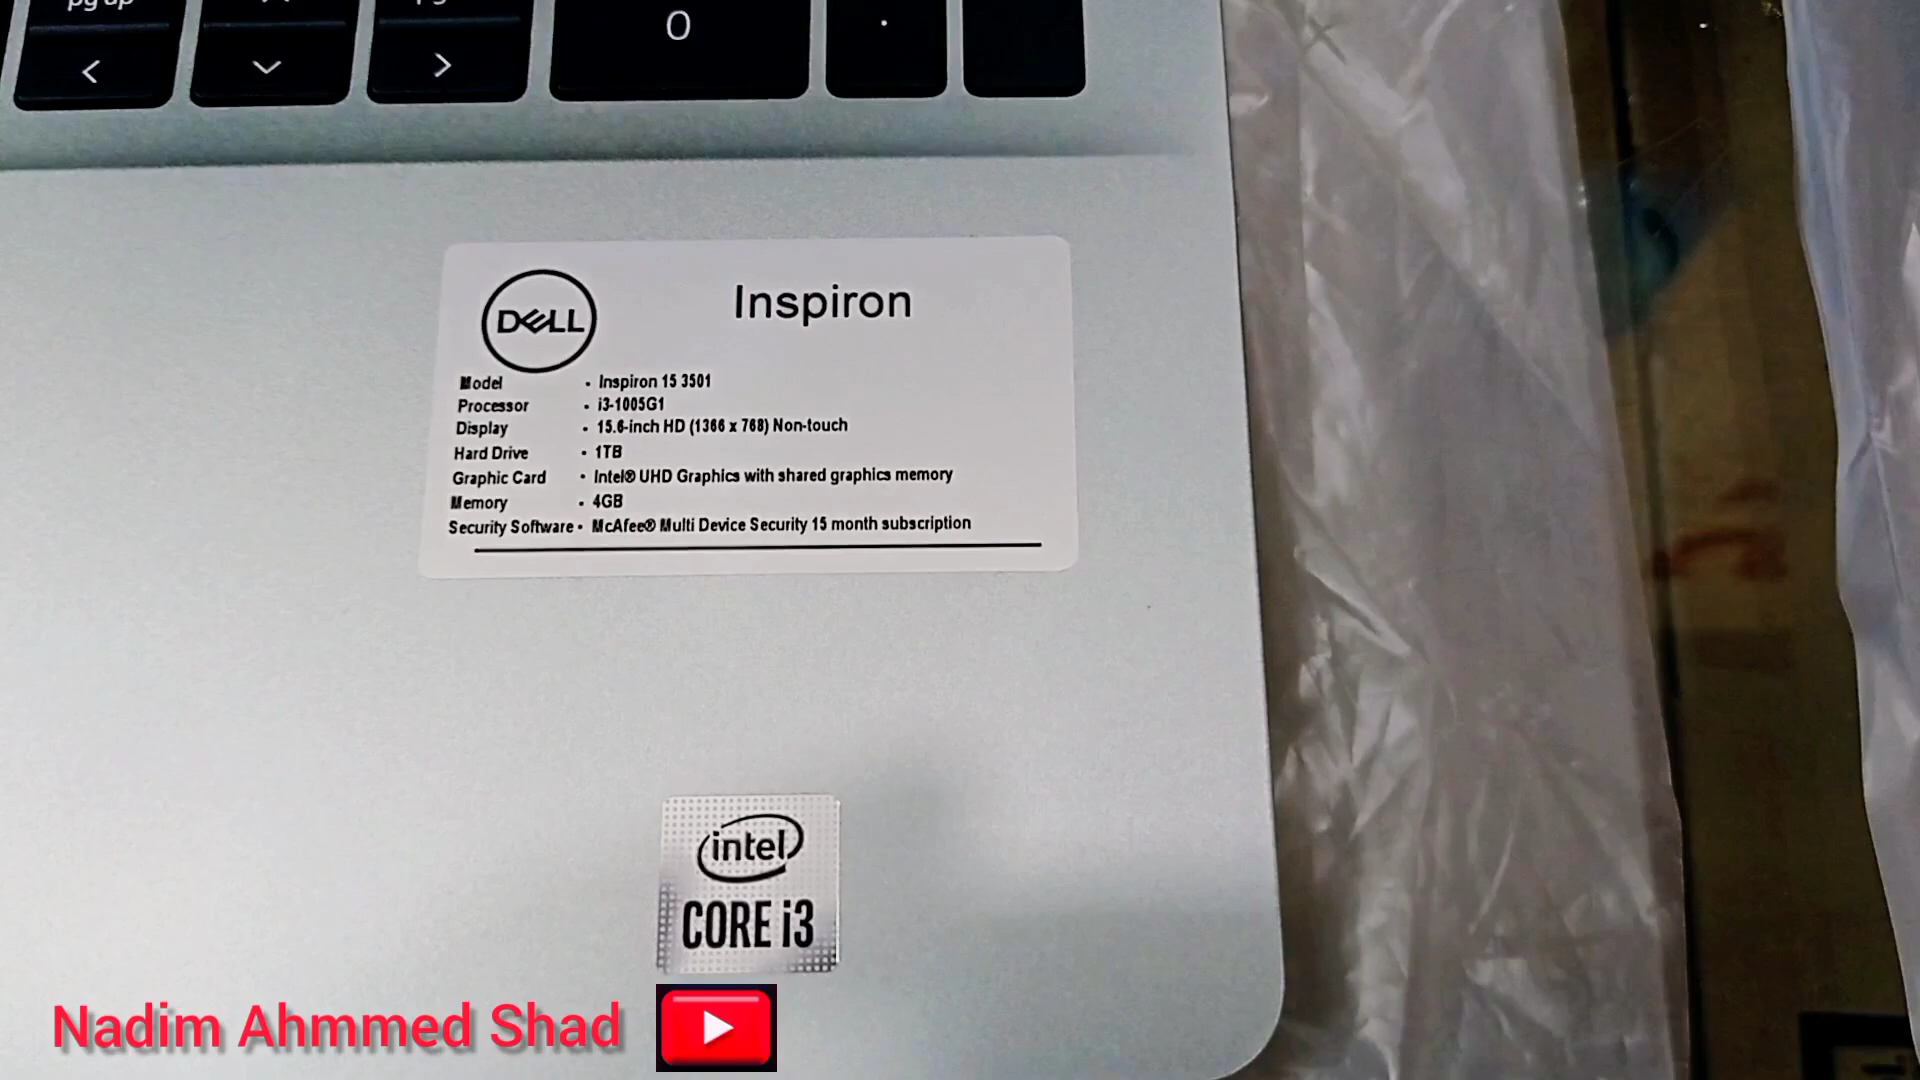 0 .
< >
DELL
Inspiron
Model • Inspiron 15 3501
Processor • i3-1005G1
Display • 15.6-inch HD (1366 x 768) Non-touch
Hard Drive • 1TB
Graphic Card • Intel® UHD Graphics with shared graphics memory
Memory • 4GB
Security Software • McAfee® Multi Device Security 15 month subscription
intel
CORE i3
Nadim Ahmmed Shad